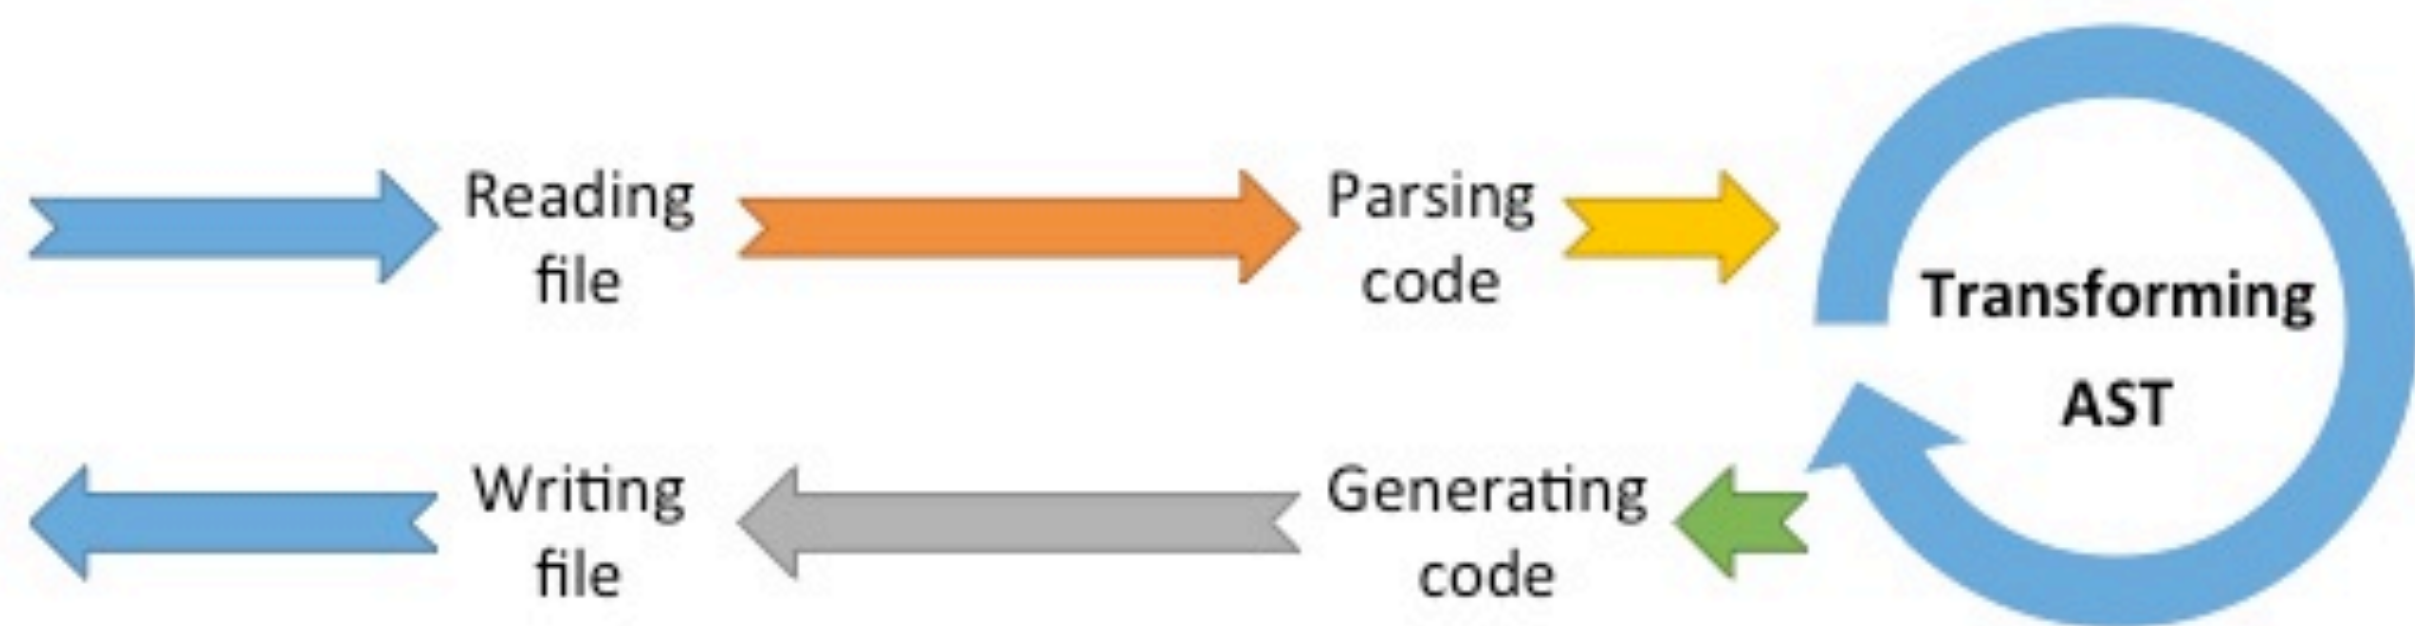 Reading
file
Parsing
code
Transforming
AST
Writing
file
Generating
code